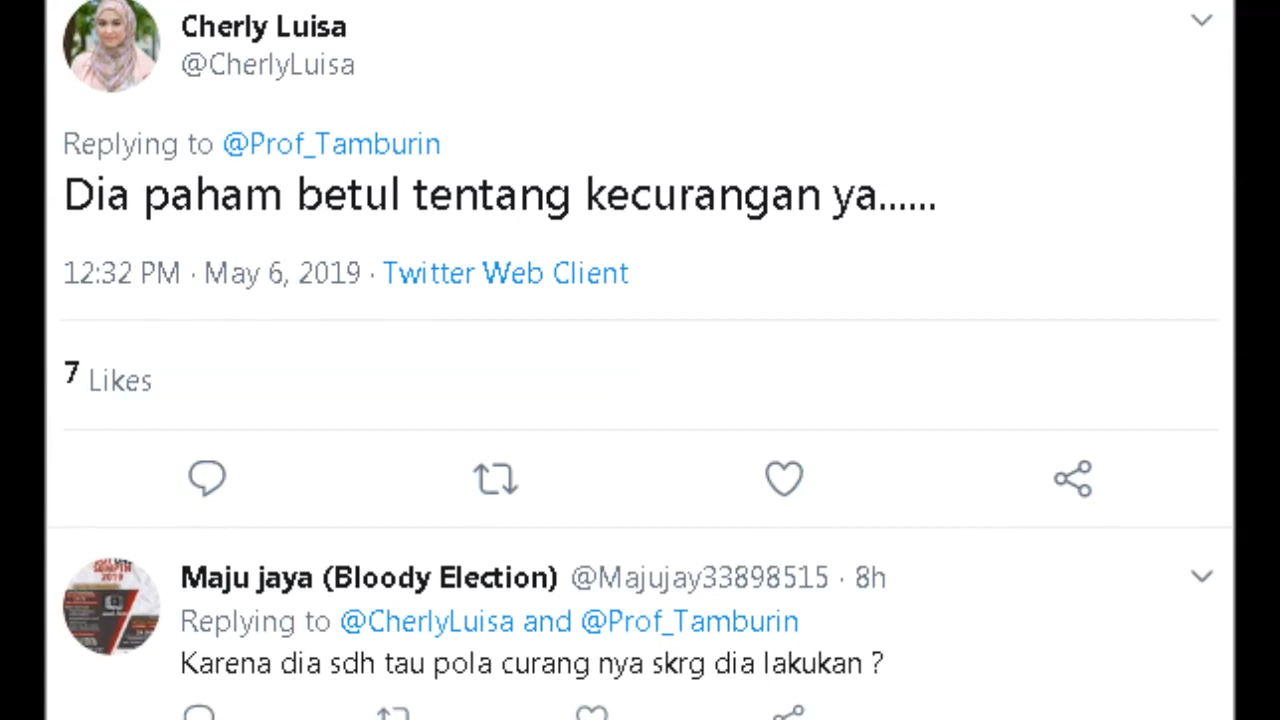 Cherly Luisa
@CherlyLuisa
Replying to @Prof_Tamburin
Dia paham betul tentang kecurangan ya......
12:32 PM · May 6, 2019 · Twitter Web Client
7 Likes
Maju jaya (Bloody Election) @Majujay33898515 · 8h
Replying to @CherlyLuisa and @Prof_Tamburin
Karena dia sdh tau pola curang nya skrg dia lakukan ?